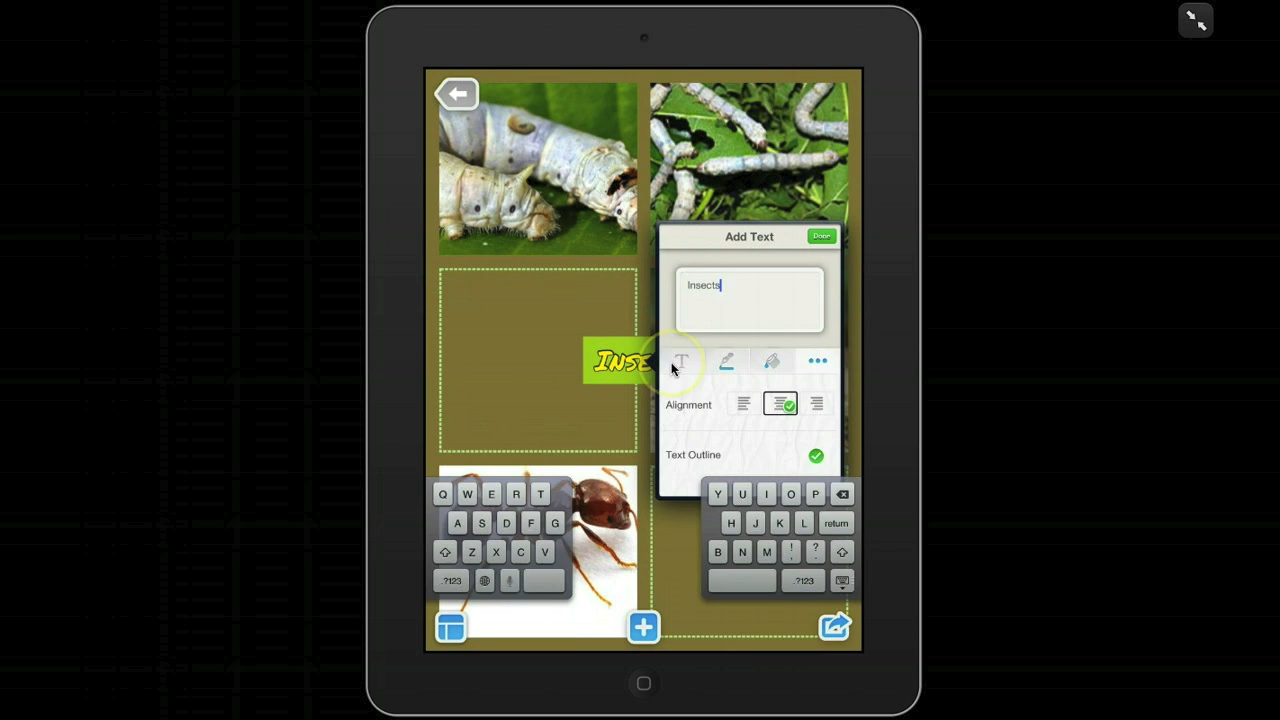 Add Text
Done
Insects
INSE
T
Alignment
Text Outline
Q W E R T
Y U I O P
A S D F G
H J K L return
Z X C V
B N M ! , ? .
.?123
.?123